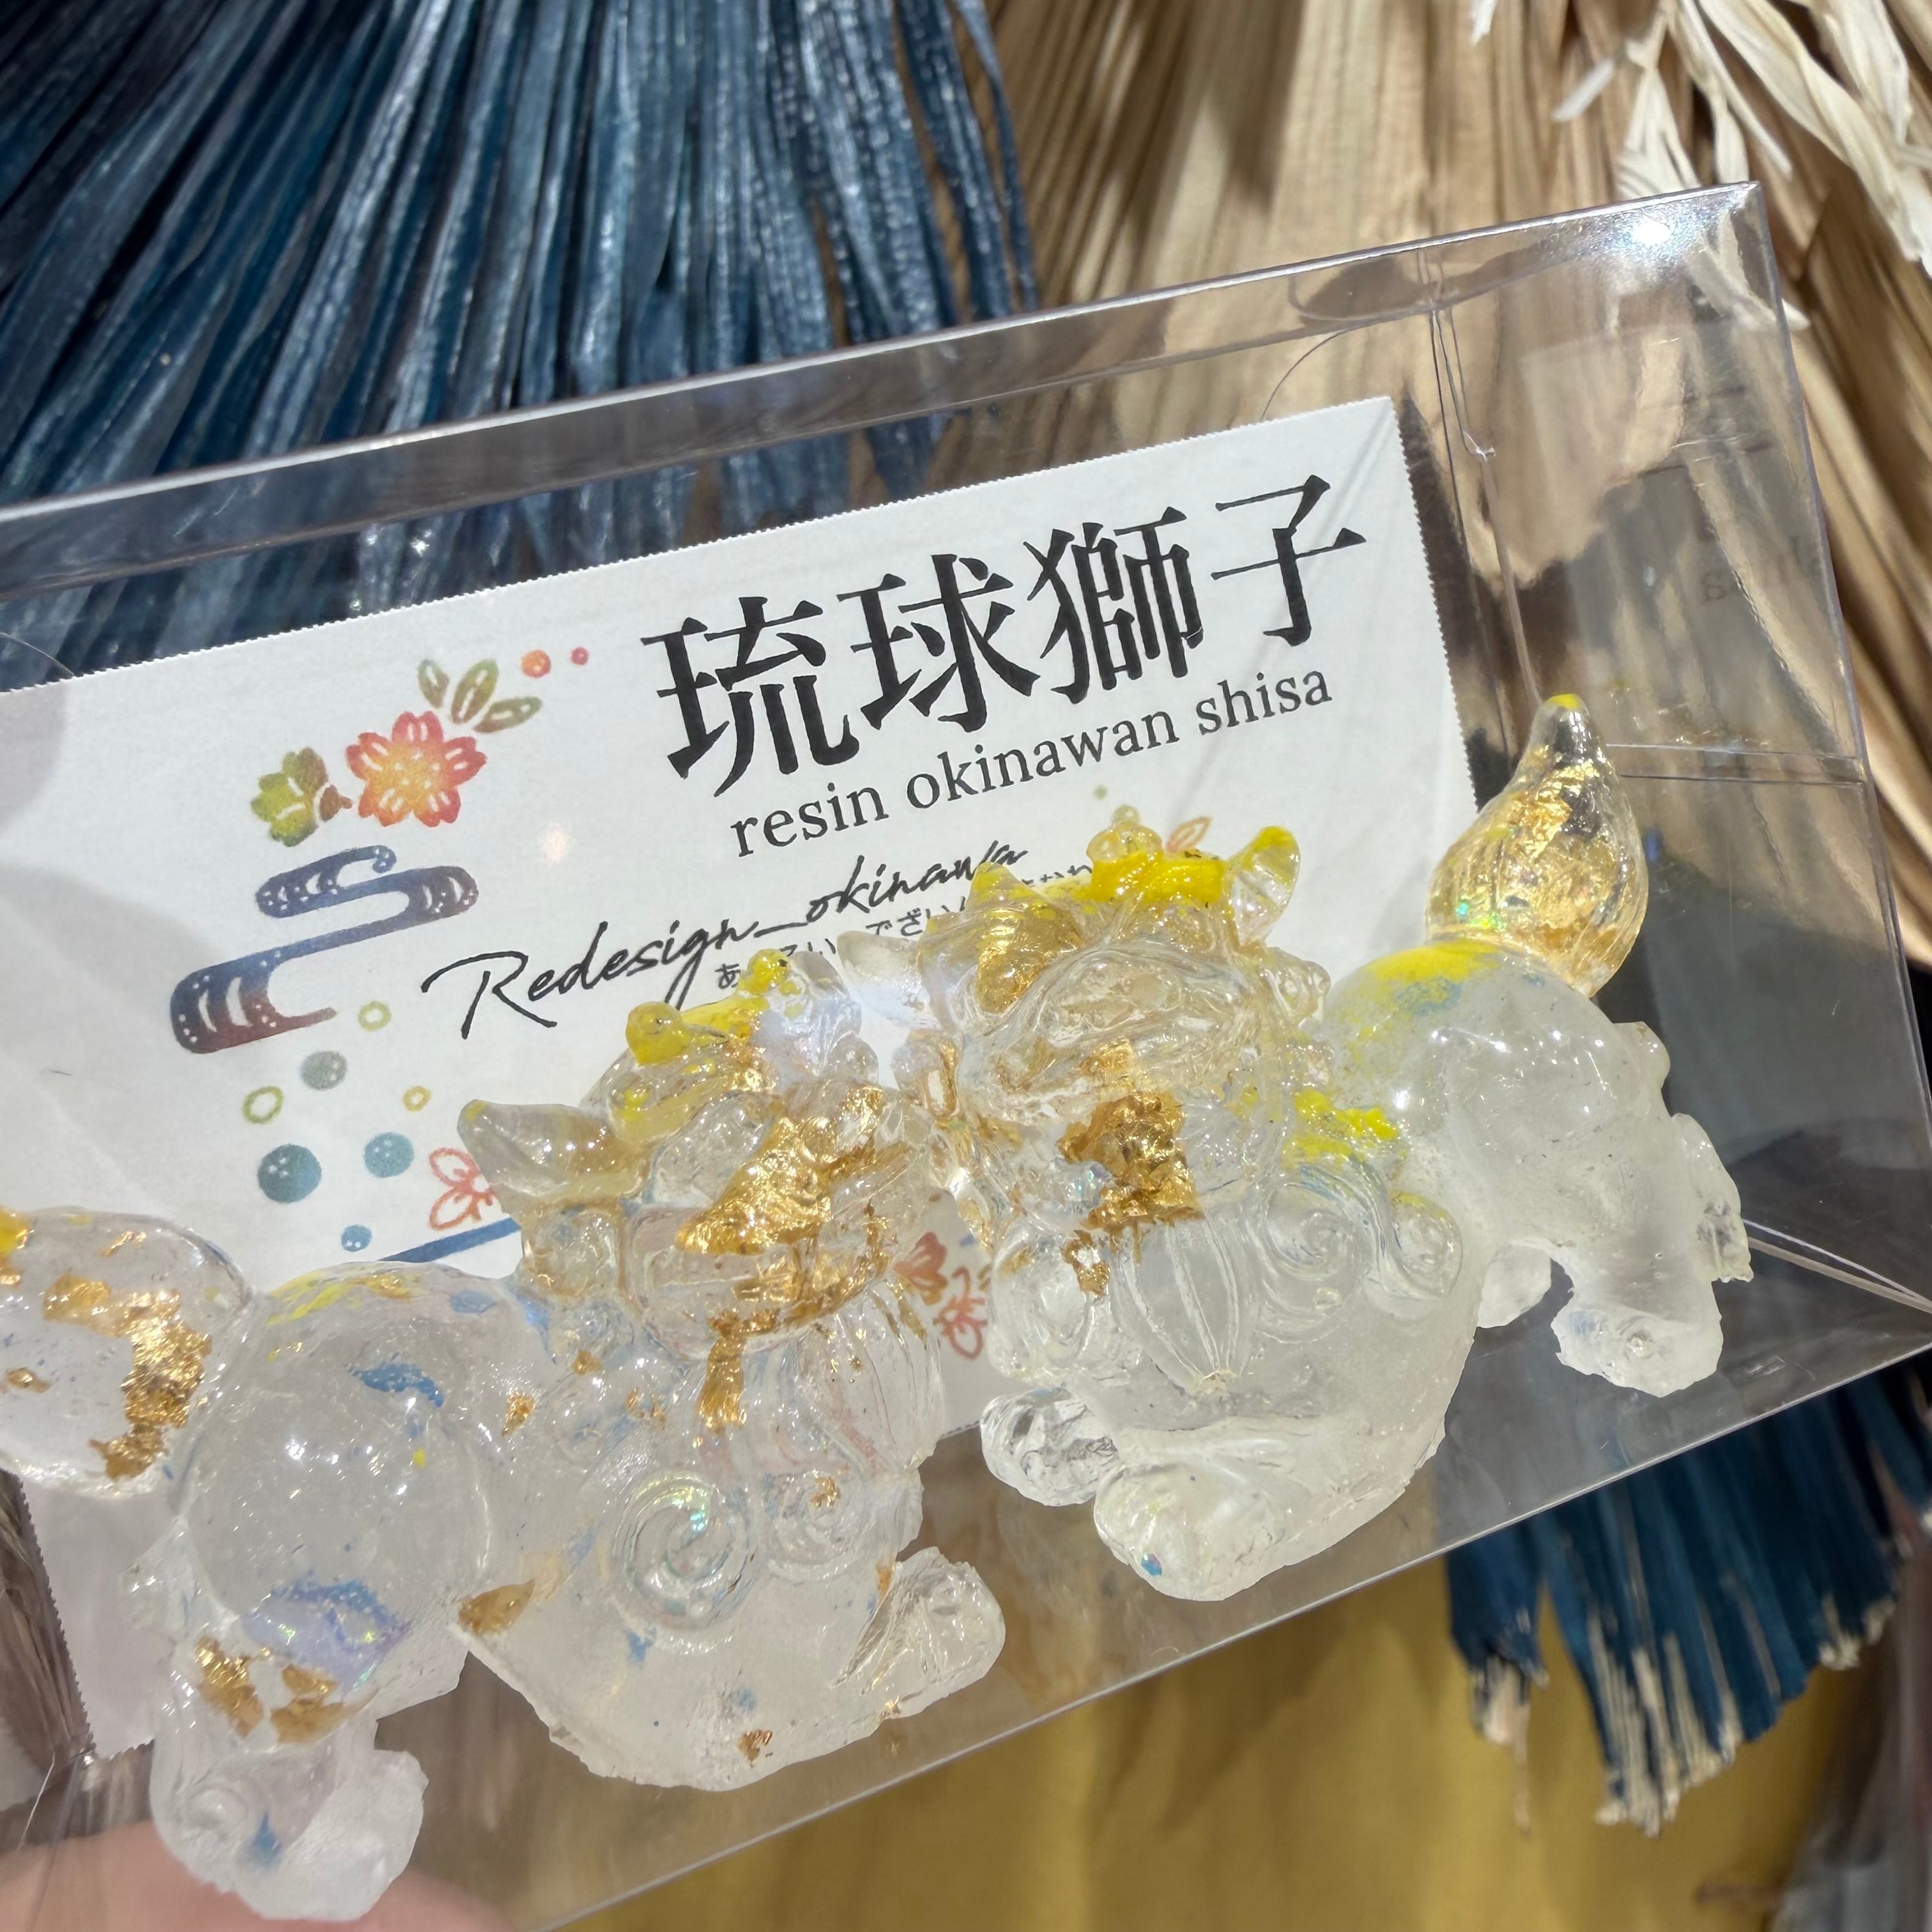 琉球獅子
resin okinawan shisa
Redesign_okinawa